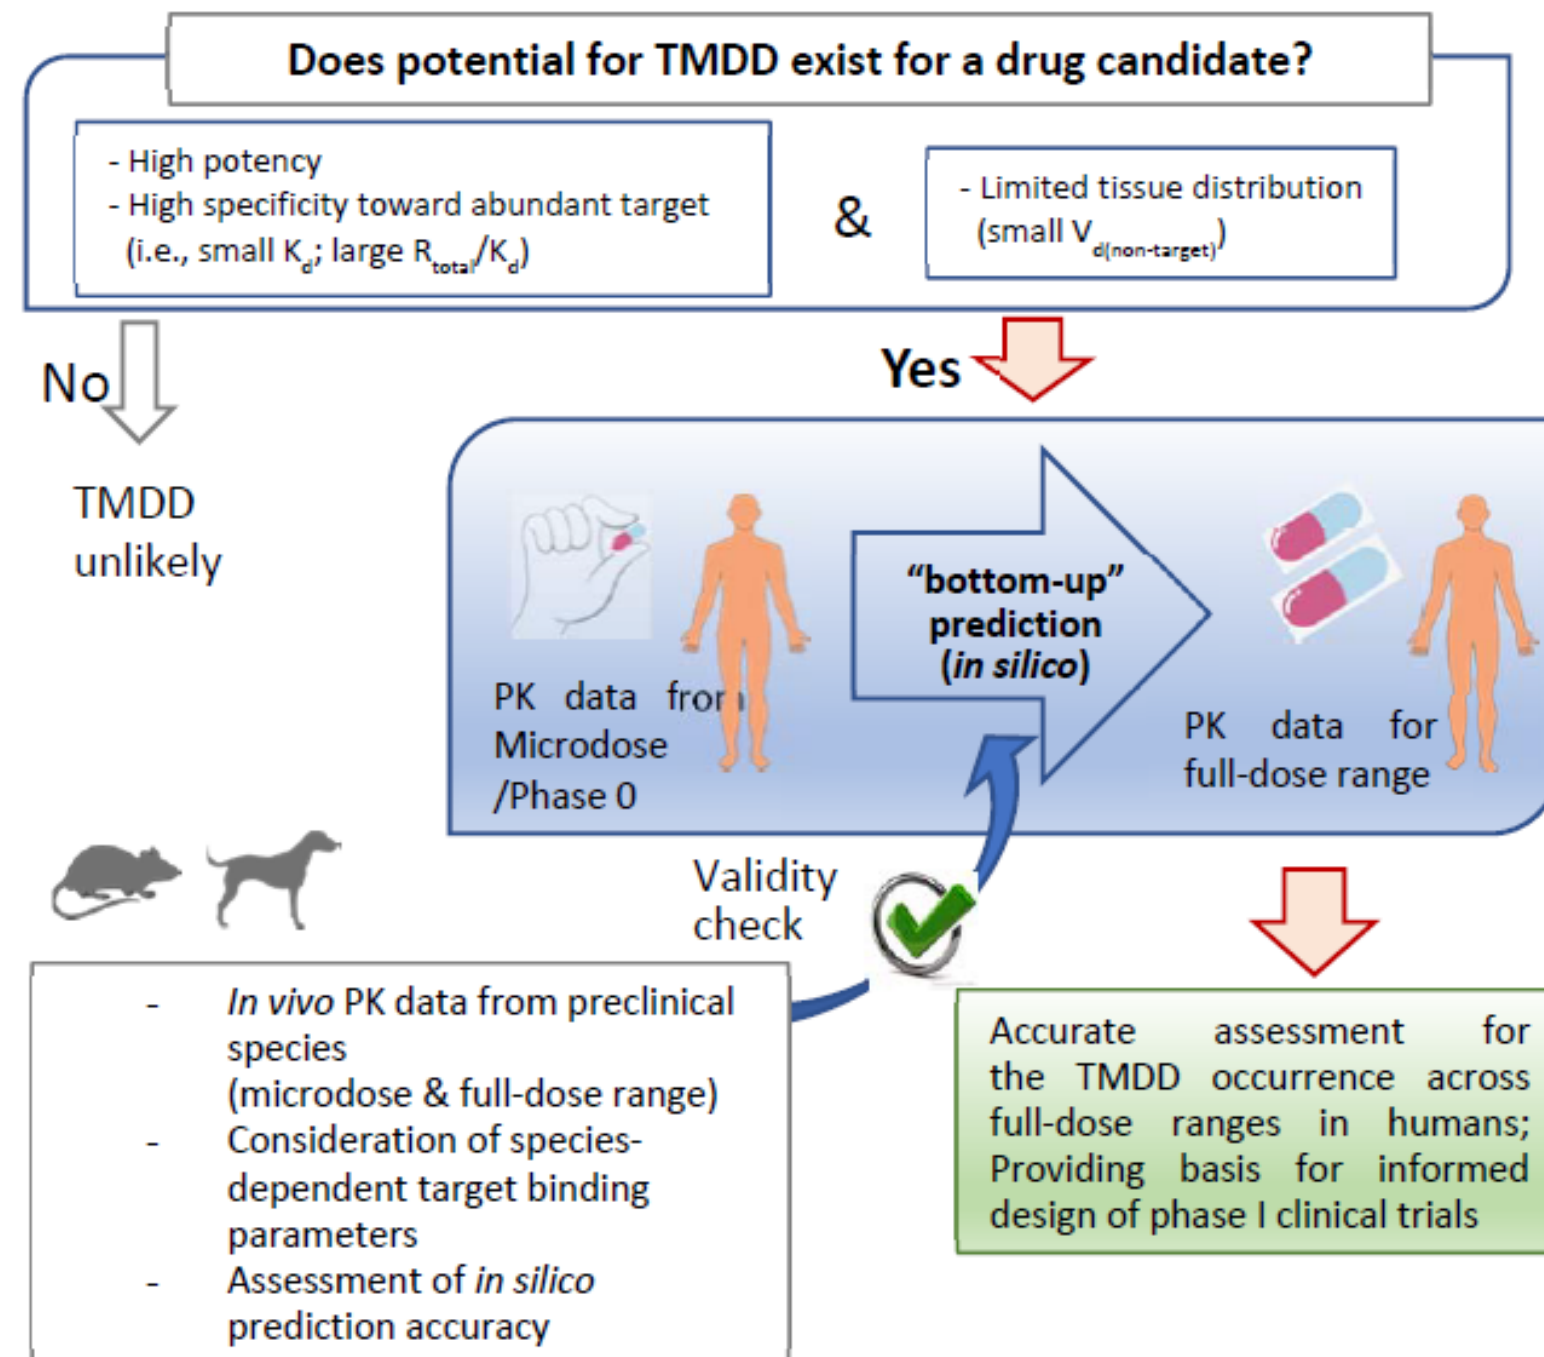 Does potential for TMDD exist for a drug candidate?
- High potency
- High specificity toward abundant target
(i.e., small Kd; large Rtotal/Kd)
&
- Limited tissue distribution
(small Vd(non-target))
No
Yes
TMDD
unlikely
PK data from
Microdose
/Phase 0
“bottom-up”
prediction
(in silico)
PK data for
full-dose range
Validity
check
- In vivo PK data from preclinical
species
(microdose & full-dose range)
- Consideration of species-
dependent target binding
parameters
- Assessment of in silico
prediction accuracy
Accurate assessment for
the TMDD occurrence across
full-dose ranges in humans;
Providing basis for informed
design of phase I clinical trials